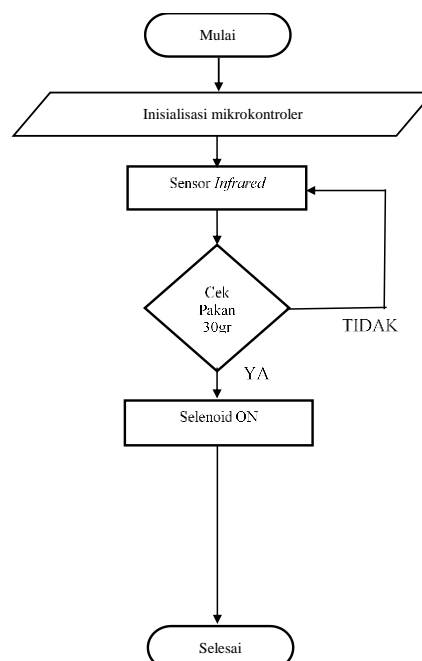 Mulai
Inisialisasi mikrokontroler
Sensor Infrared
Cek
Pakan
30gr
TIDAK
YA
Selenoid ON
Selesai